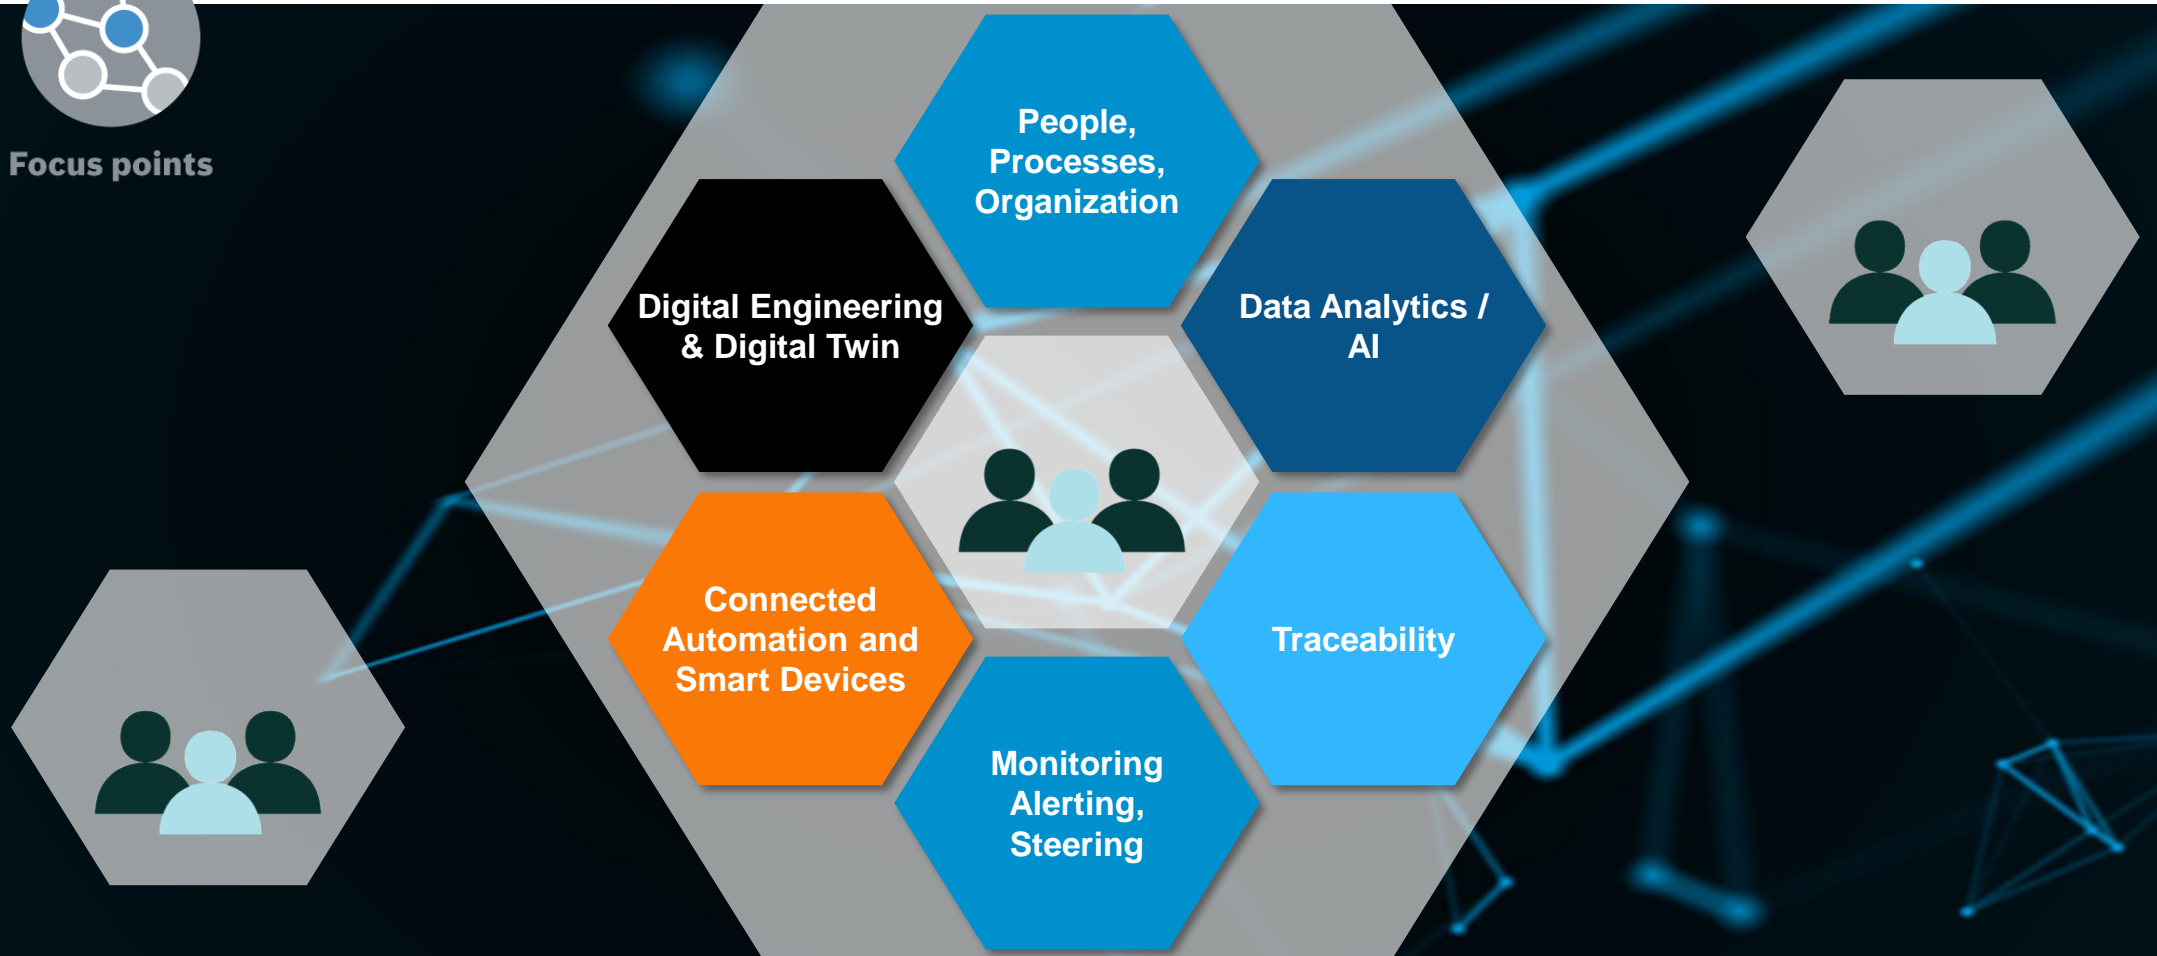 Focus points
People,
Processes,
Organization
Digital Engineering
& Digital Twin
Data Analytics /
AI
Connected
Automation and
Smart Devices
Traceability
Monitoring
Alerting,
Steering